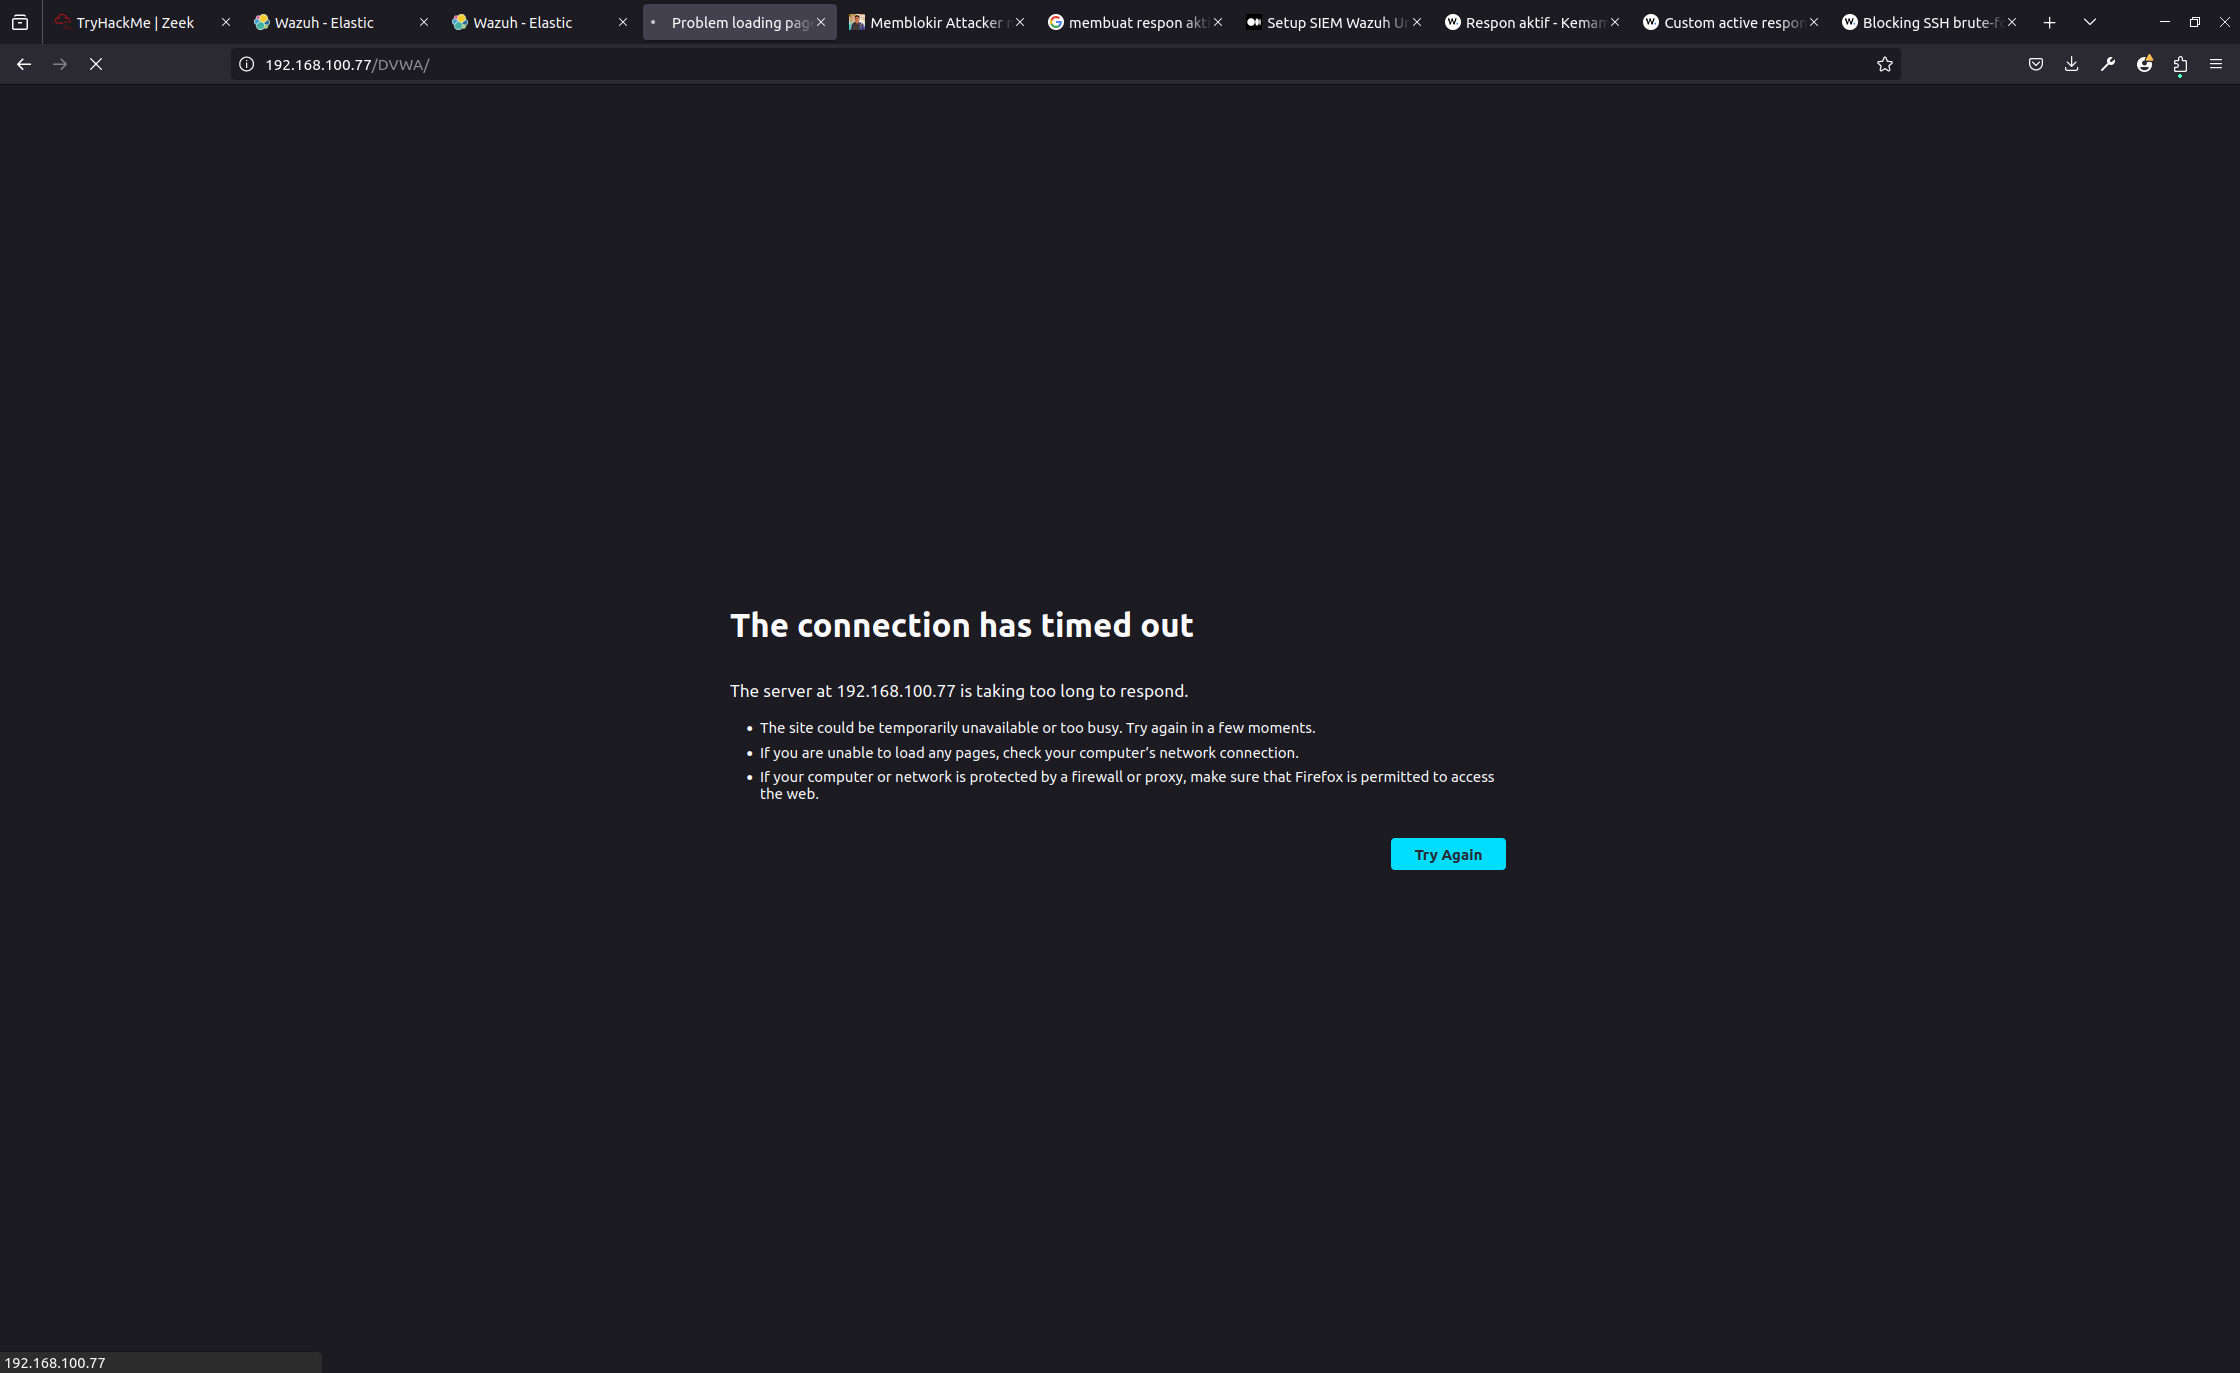 TryHackMe | Zeek
Wazuh - Elastic
Wazuh - Elastic
Problem loading pag
Memblokir Attacker
membuat respon akt
Setup SIEM Wazuh Un
Respon aktif - Kemam
Custom active respon
Blocking SSH brute-fo
192.168.100.77/DVWA/
The connection has timed out
The server at 192.168.100.77 is taking too long to respond.
• The site could be temporarily unavailable or too busy. Try again in a few moments.
• If you are unable to load any pages, check your computer’s network connection.
• If your computer or network is protected by a firewall or proxy, make sure that Firefox is permitted to access
the web.
Try Again
192.168.100.77